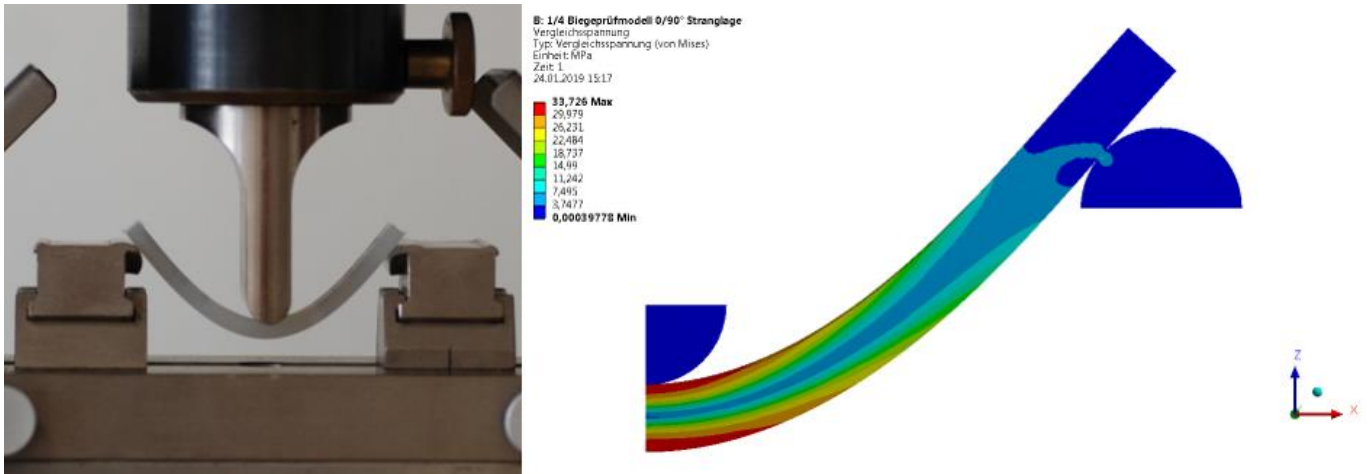 B: 1/4 Biegeprüfmodell 0/90° Stranglage
Vergleichsspannung
Typ: Vergleichsspannung (von Mises)
Einheit: MPa
Zeit: 1
24.01.2019 15:17
33,726 Max
29,979
26,231
22,484
18,737
14,99
11,242
7,495
3,7477
0,00039778 Min
Z
X